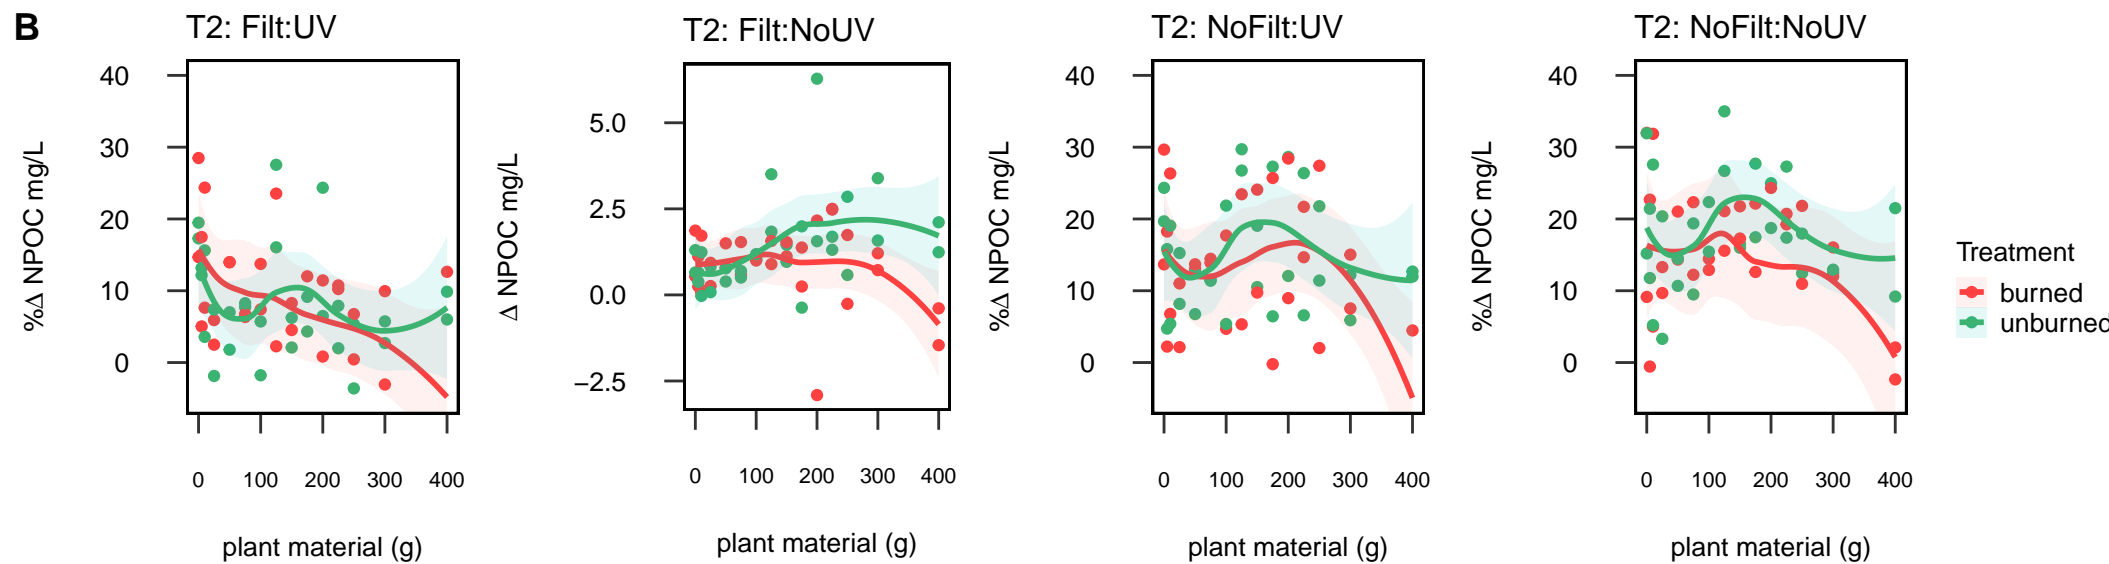 B
T2: Filt:UV
T2: Filt:NoUV
T2: NoFilt:UV
T2: NoFilt:NoUV
%Δ NPOC mg/L
40
30
20
10
0
0 100 200 300 400
plant material (g)
Δ NPOC mg/L
5.0
2.5
0.0
−2.5
0 100 200 300 400
plant material (g)
%Δ NPOC mg/L
40
30
20
10
0
0 100 200 300 400
plant material (g)
%Δ NPOC mg/L
40
30
20
10
0
0 100 200 300 400
plant material (g)
Treatment
burned
unburned